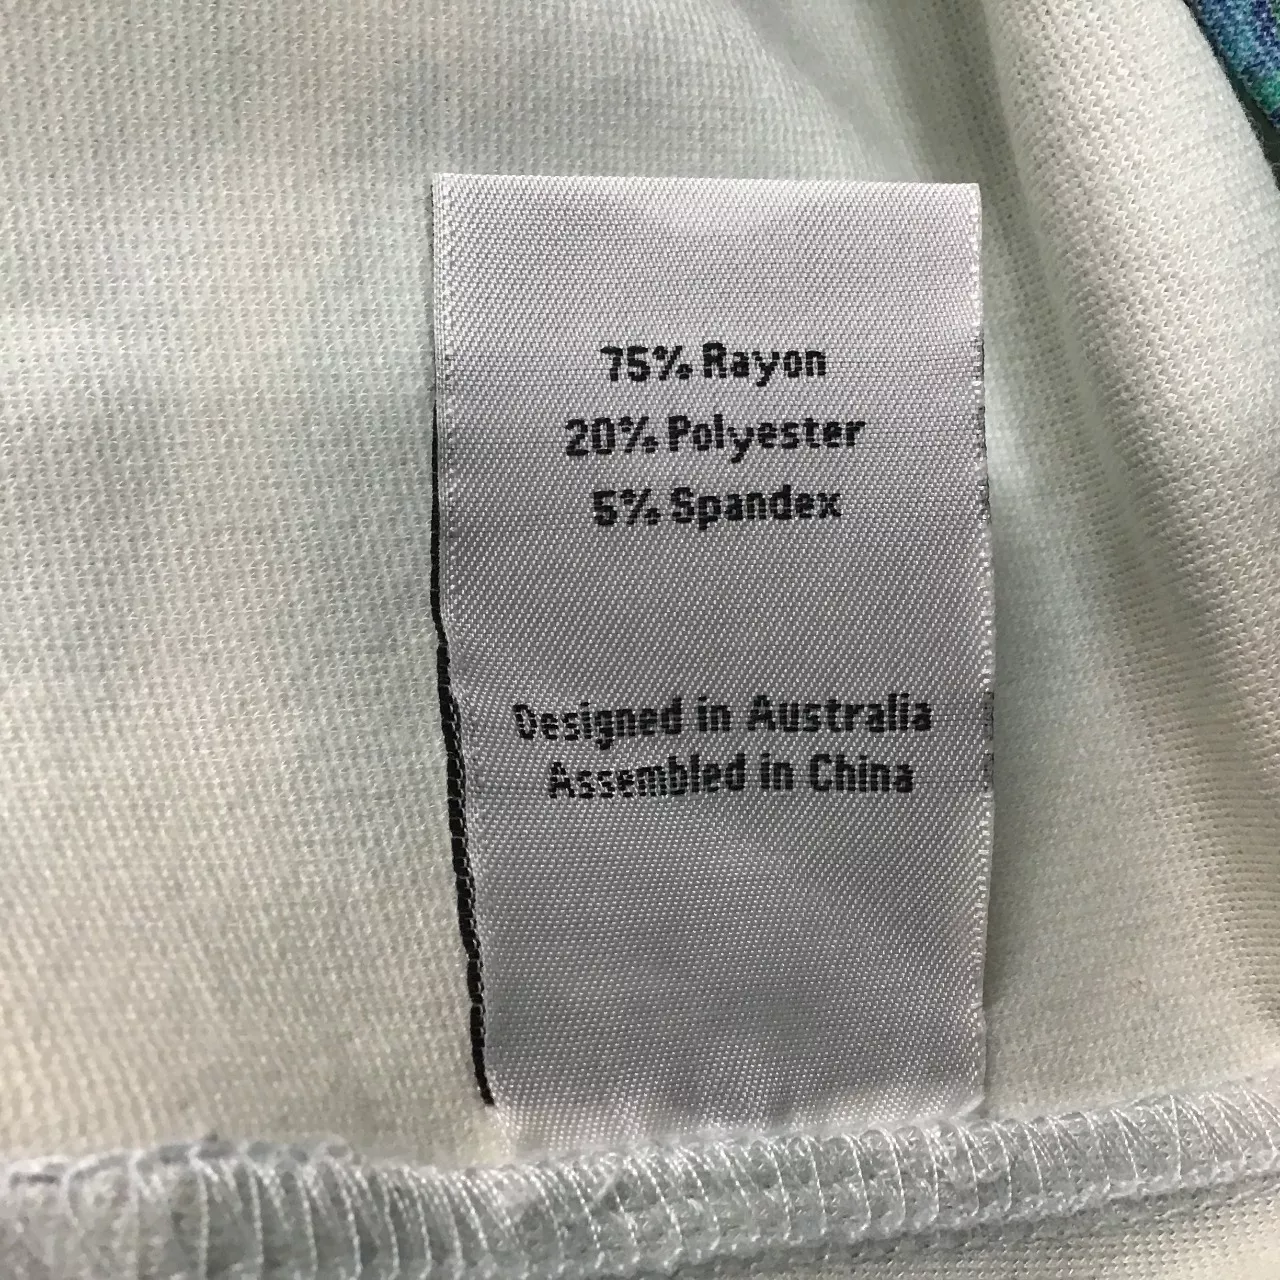 75% Rayon
20% Polyester
5% Spandex
Designed in Australia
Assembled in China